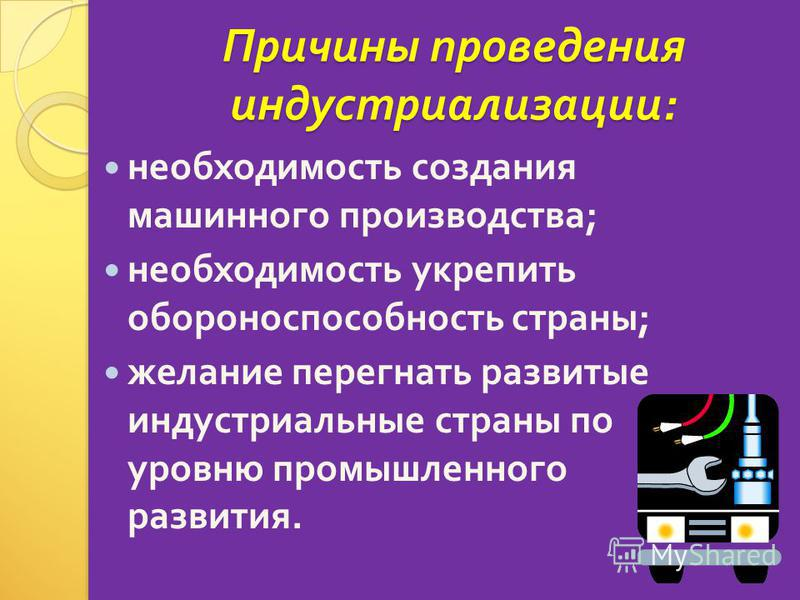 Причины проведения
индустриализации:
необходимость создания
машинного производства;
необходимость укрепить
обороноспособность страны;
желание перегнать развитые
индустриальные страны по
уровню промышленного
развития.
MyShared